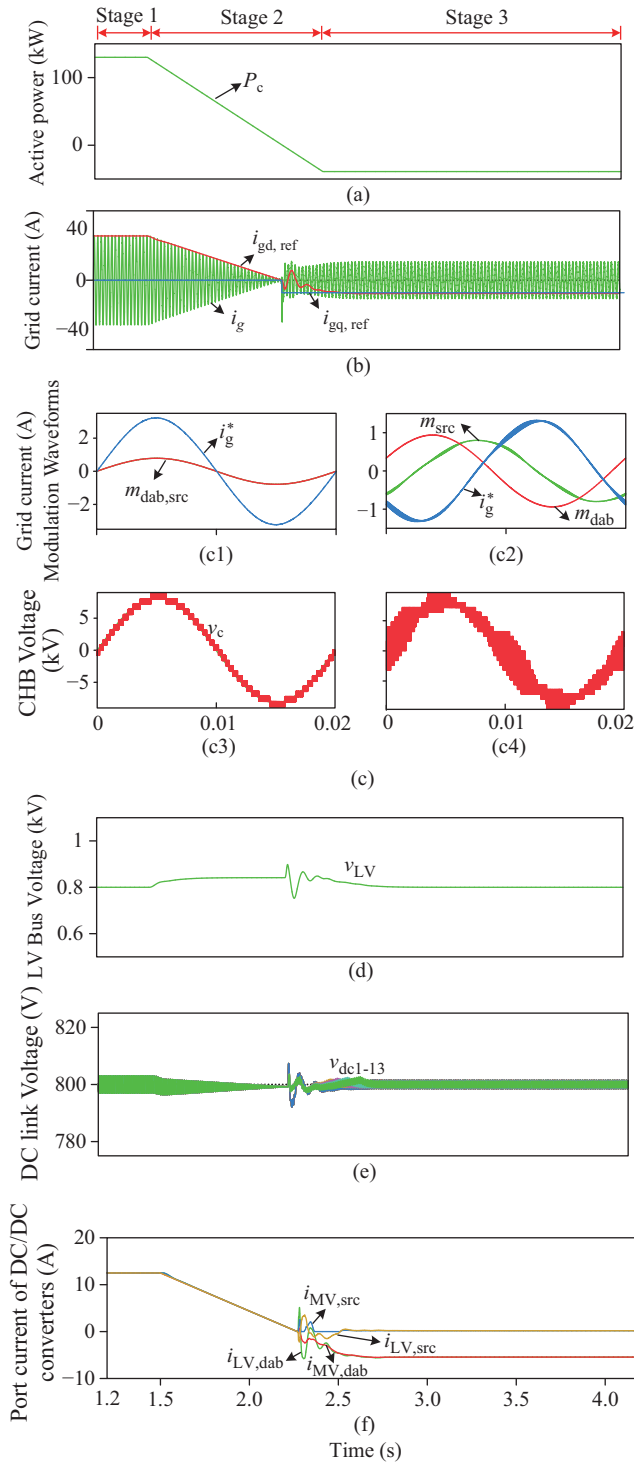 Stage 1 Stage 2 Stage 3
Active power (kW)
100
0
P_c
(a)
Grid current (A)
40
0
−40
i_gd, ref
i_g
i_gq, ref
(b)
Grid current (A)
Modulation Waveforms
2
0
−2
i_g^*
m_dab,src
(c1)
1
0
−1
m_src
i_g^*
m_dab
(c2)
CHB Voltage
(kV)
5
0
−5
v_c
0 0.01 0.02
(c3)
0 0.01 0.02
(c4)
(c)
LV Bus Voltage (kV)
1
0.8
0.6
v_LV
(d)
DC link Voltage (V)
820
800
780
v_dc1-13
(e)
Port current of DC/DC
converters (A)
20
10
0
−10
i_MV,src
i_LV,src
i_LV,dab
i_MV,dab
1.2 1.5 2.0 2.5 3.0 3.5 4.0
(f)
Time (s)